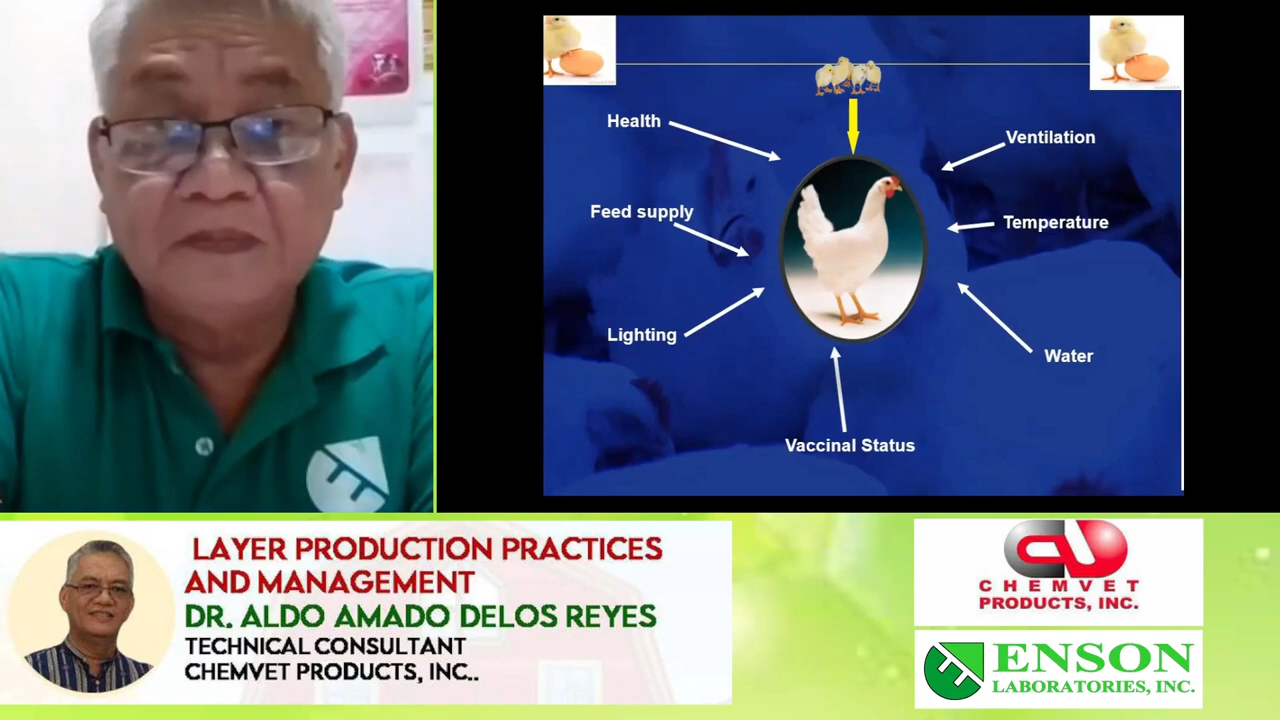 Health
Ventilation
Feed supply
Temperature
Lighting
Water
Vaccinal Status
LAYER PRODUCTION PRACTICES
AND MANAGEMENT
DR. ALDO AMADO DELOS REYES
TECHNICAL CONSULTANT
CHEMVET PRODUCTS, INC..
CHEMVET
PRODUCTS, INC.
ENSON
LABORATORIES, INC.